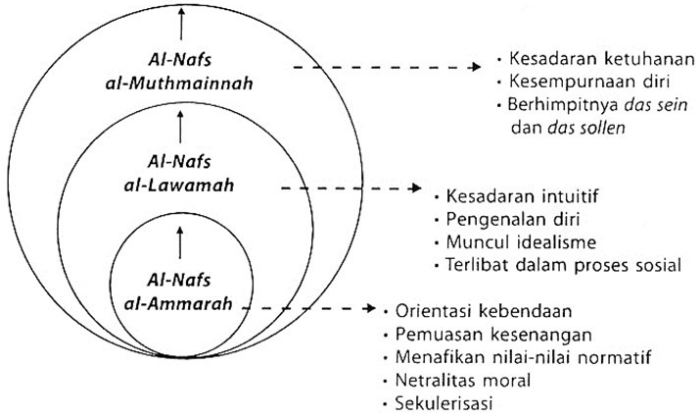 Al-Nafs
al-Muthmainnah
• Kesadaran ketuhanan
• Kesempurnaan diri
• Berhimpitnya das sein
dan das sollen
Al-Nafs
al-Lawamah
• Kesadaran intuitif
• Pengenalan diri
• Muncul idealisme
• Terlibat dalam proses sosial
Al-Nafs
al-Ammarah
• Orientasi kebendaan
• Pemuasan kesenangan
• Menafikan nilai-nilai normatif
• Netralitas moral
• Sekulerisasi